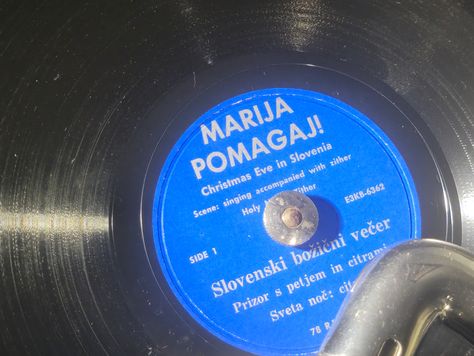 MARIJA
POMAGAJ!
Christmas Eve in Slovenia
Scene: singing accompanied with zither
Holy
E3KB-6362
SIDE 1
Slovenski božični večer
Prizor s petjem in citrami
Sveta noč:
78